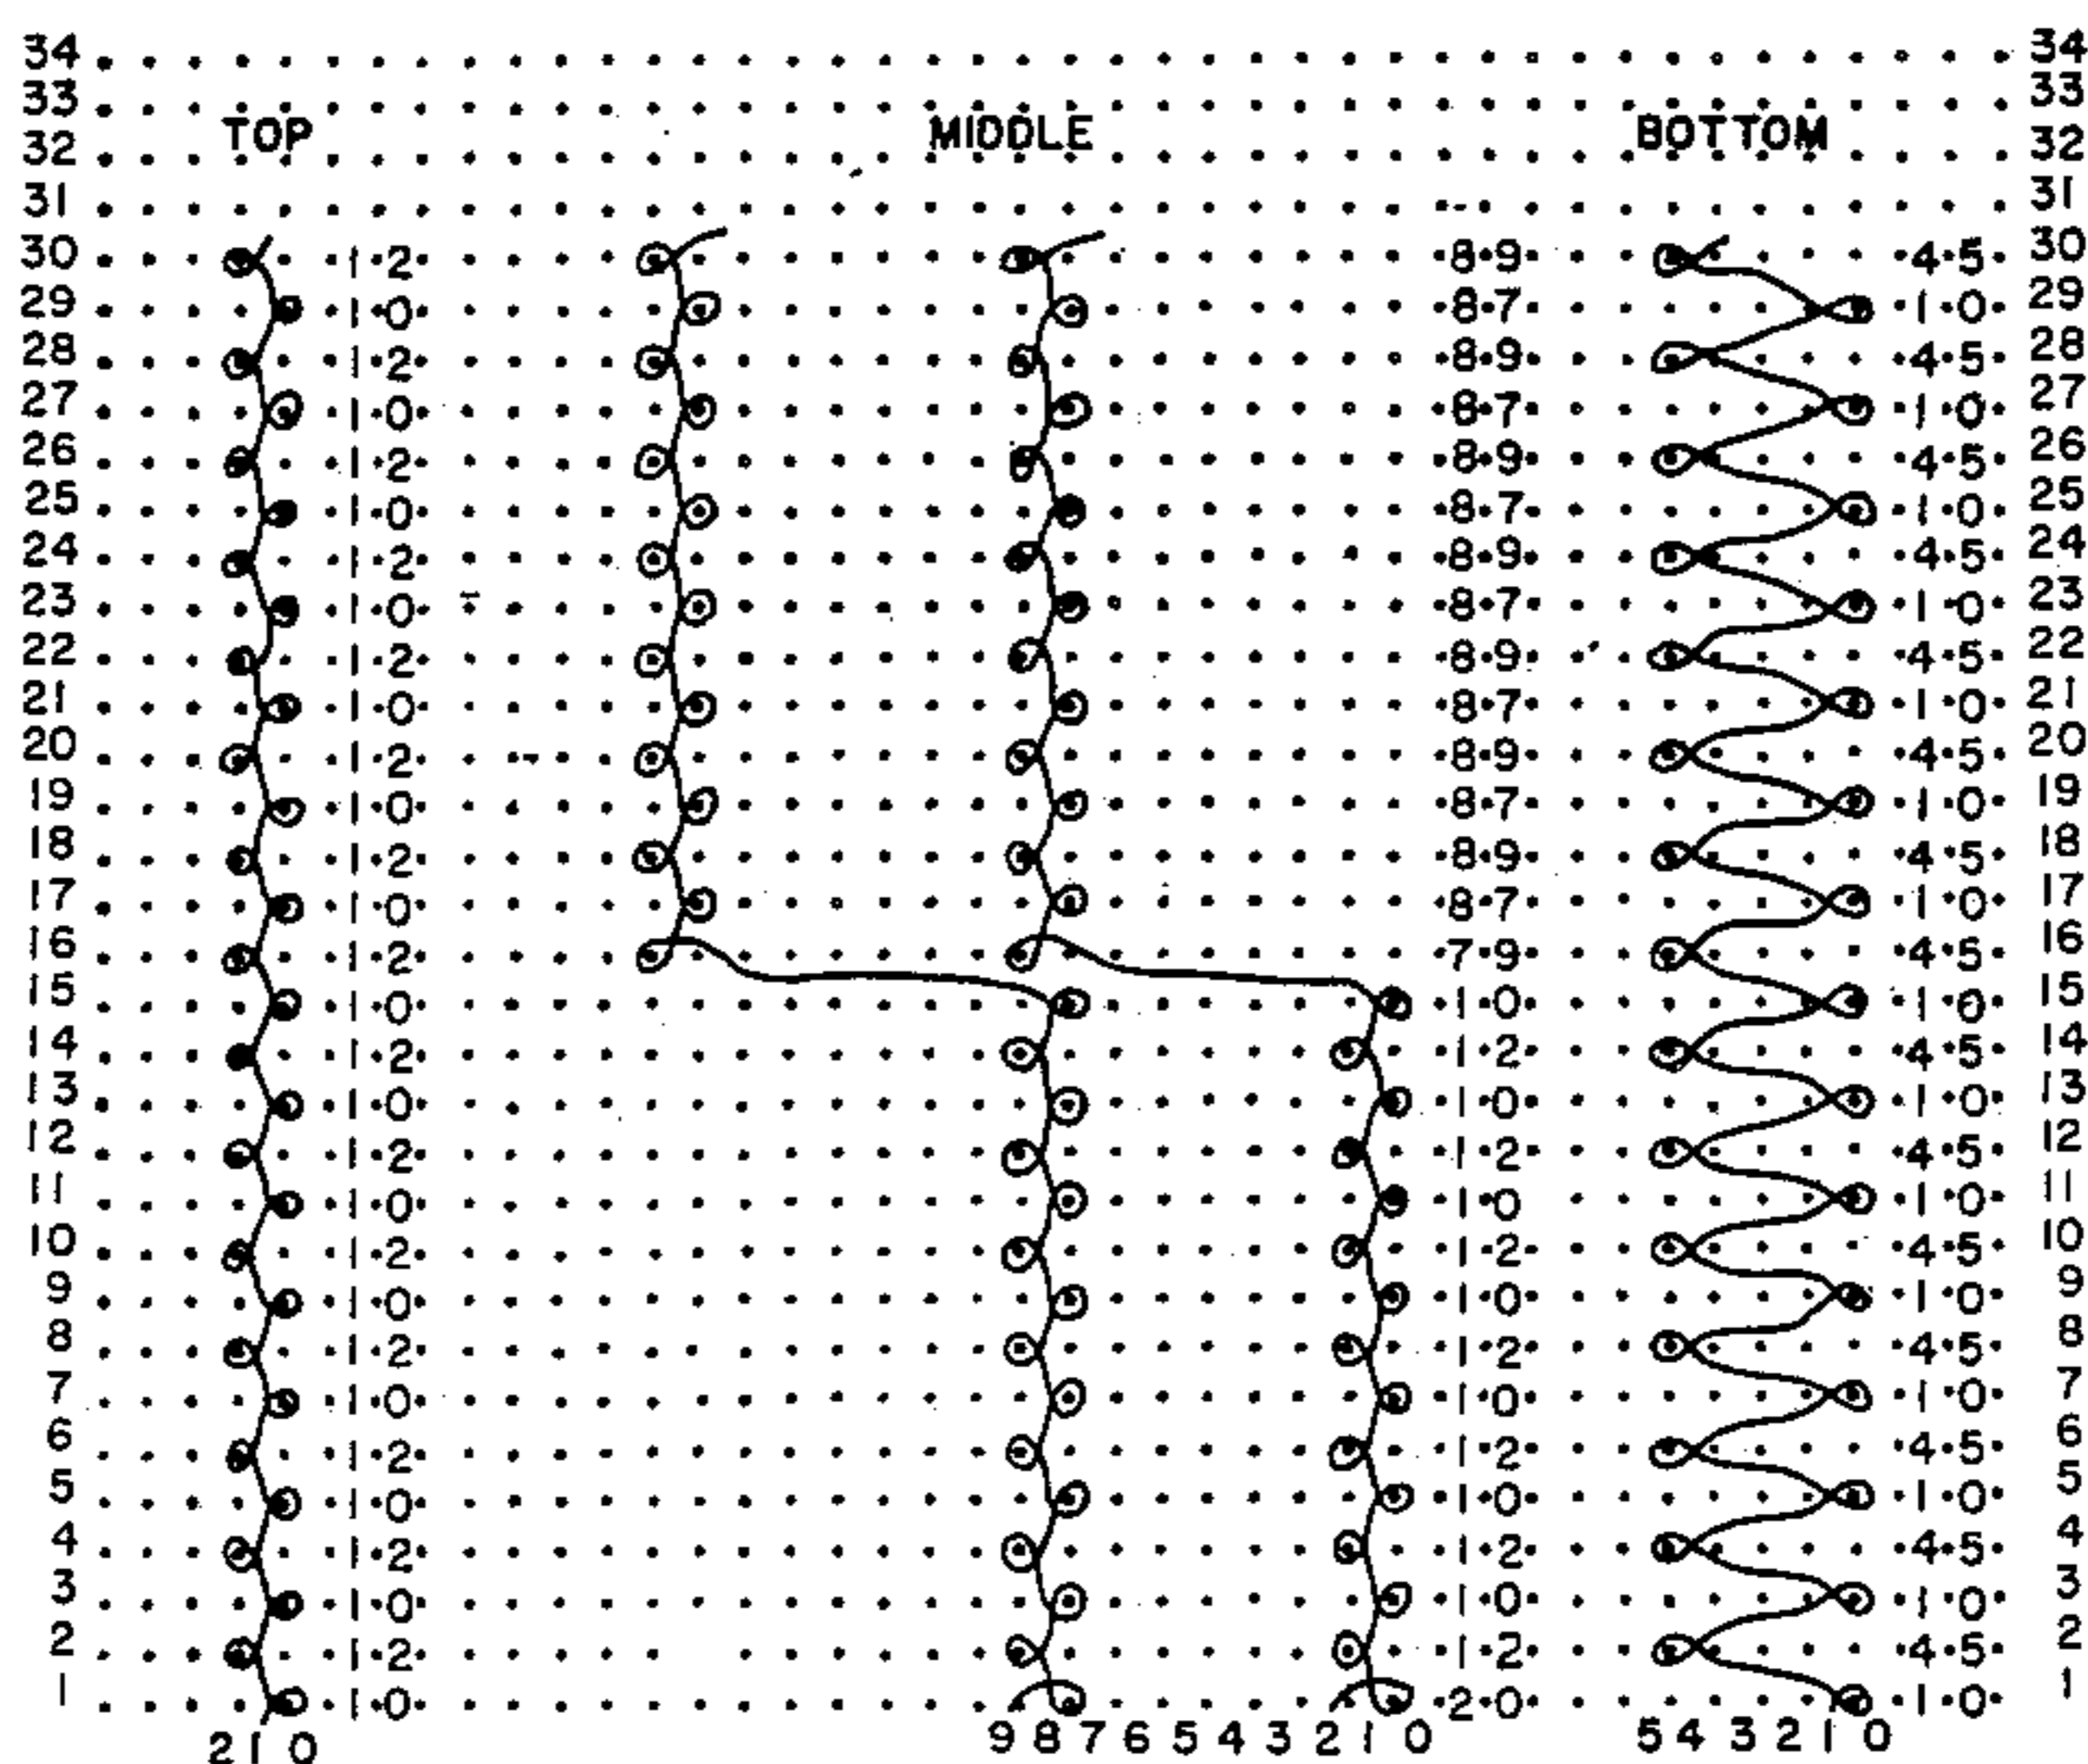 34 34
33 33
TOP MIDDLE BOTTOM
32 32
31 31
30 1·2· ·8·9· ·4·5· 30
29 ·1·0· ·8·7· ·1·0· 29
28 ·1·2· ·8·9· ·4·5· 28
27 ·1·0· ·8·7· ·1·0· 27
26 ·1·2· ·8·9· ·4·5· 26
25 ·1·0· ·8·7· ·1·0· 25
24 ·1·2· ·8·9· ·4·5· 24
23 ·1·0· ·8·7· ·1·0· 23
22 ·1·2· ·8·9· ·4·5· 22
21 ·1·0· ·8·7· ·1·0· 21
20 ·1·2· ·8·9· ·4·5· 20
19 ·1·0· ·8·7· ·1·0· 19
18 ·1·2· ·8·9· ·4·5· 18
17 ·1·0· ·8·7· ·1·0· 17
16 ·1·2· ·7·9· ·4·5· 16
15 ·1·0· ·1·0· ·1·0· 15
14 ·1·2· ·1·2· ·4·5· 14
13 ·1·0· ·1·0· ·1·0· 13
12 ·1·2· ·1·2· ·4·5· 12
11 ·1·0· ·1·0 ·1·0· 11
10 ·1·2· ·1·2· ·4·5· 10
9 ·1·0· ·1·0· ·1·0· 9
8 ·1·2· ·1·2· ·4·5· 8
7 ·1·0· ·1·0· ·1·0· 7
6 ·1·2· ·1·2· ·4·5· 6
5 ·1·0· ·1·0· ·1·0· 5
4 ·1·2· ·1·2· ·4·5· 4
3 ·1·0· ·1·0· ·1·0· 3
2 ·1·2· ·1·2· ·4·5· 2
1 ·1·0· ·2·0· ·1·0· 1
2 1 0 9 8 7 6 5 4 3 2 1 0 5 4 3 2 1 0